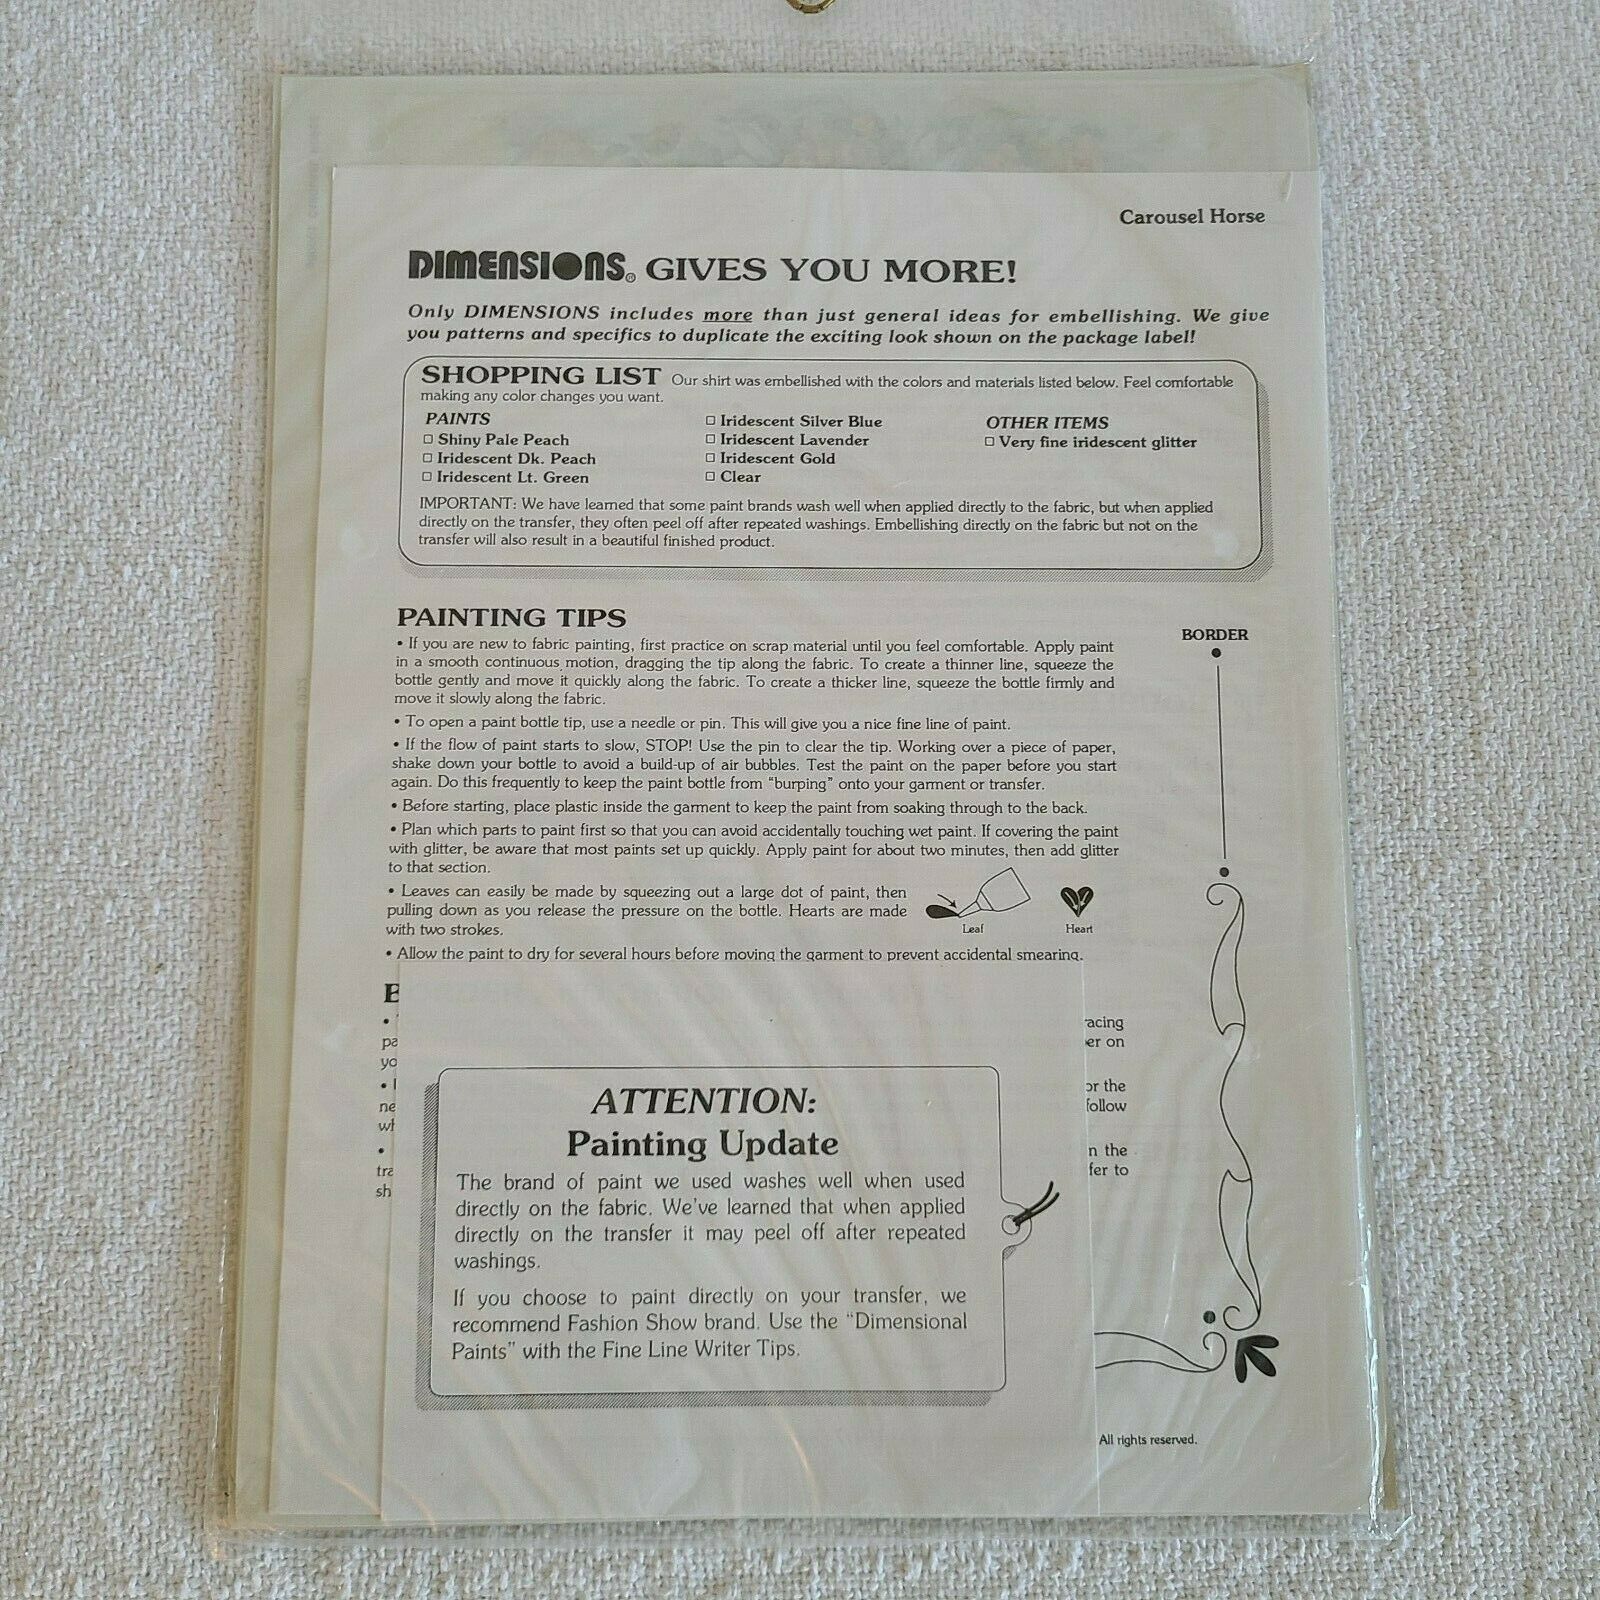 Carousel Horse
DIMENSIONS® GIVES YOU MORE!
Only DIMENSIONS includes more than just general ideas for embellishing. We give
you patterns and specifics to duplicate the exciting look shown on the package label!
SHOPPING LIST Our shirt was embellished with the colors and materials listed below. Feel comfortable
making any color changes you want.
PAINTS
☐ Shiny Pale Peach
☐ Iridescent Dk. Peach
☐ Iridescent Lt. Green
☐ Iridescent Silver Blue
☐ Iridescent Lavender
☐ Iridescent Gold
☐ Clear
OTHER ITEMS
☐ Very fine iridescent glitter
IMPORTANT: We have learned that some paint brands wash well when applied directly to the fabric, but when applied
directly on the transfer, they often peel off after repeated washings. Embellishing directly on the fabric but not on the
transfer will also result in a beautiful finished product.
PAINTING TIPS
• If you are new to fabric painting, first practice on scrap material until you feel comfortable. Apply paint
in a smooth continuous motion, dragging the tip along the fabric. To create a thinner line, squeeze the
bottle gently and move it quickly along the fabric. To create a thicker line, squeeze the bottle firmly and
move it slowly along the fabric.
• To open a paint bottle tip, use a needle or pin. This will give you a nice fine line of paint.
• If the flow of paint starts to slow, STOP! Use the pin to clear the tip. Working over a piece of paper,
shake down your bottle to avoid a build-up of air bubbles. Test the paint on the paper before you start
again. Do this frequently to keep the paint bottle from "burping" onto your garment or transfer.
• Before starting, place plastic inside the garment to keep the paint from soaking through to the back.
• Plan which parts to paint first so that you can avoid accidentally touching wet paint. If covering the paint
with glitter, be aware that most paints set up quickly. Apply paint for about two minutes, then add glitter
to that section.
• Leaves can easily be made by squeezing out a large dot of paint, then
pulling down as you release the pressure on the bottle. Hearts are made
with two strokes.
Leaf
Heart
• Allow the paint to dry for several hours before moving the garment to prevent accidental smearing.
BORDER
acing
er on
or the
follow
n the
fer to
ATTENTION:
Painting Update
The brand of paint we used washes well when used
directly on the fabric. We've learned that when applied
directly on the transfer it may peel off after repeated
washings.
If you choose to paint directly on your transfer, we
recommend Fashion Show brand. Use the "Dimensional
Paints" with the Fine Line Writer Tips.
All rights reserved.